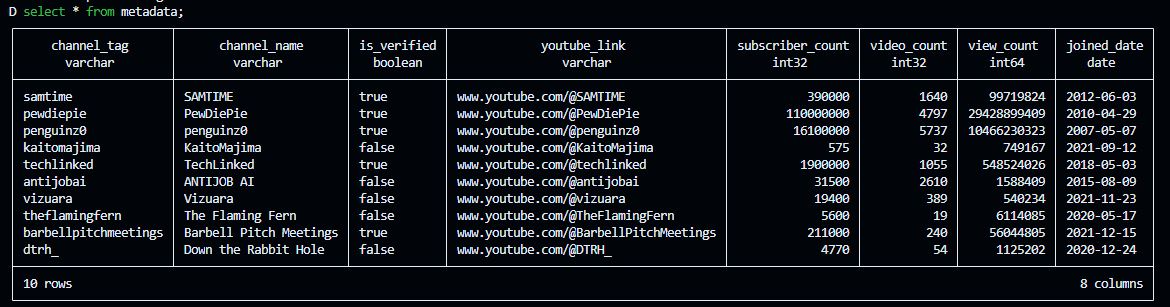 D select * from metadata;
channel_tag channel_name is_verified youtube_link subscriber_count video_count view_count joined_date
varchar varchar boolean varchar int32 int32 int64 date
samtime SAMTIME true www.youtube.com/@SAMTIME 390000 1640 99719824 2012-06-03
pewdiepie PewDiePie true www.youtube.com/@PewDiePie 110000000 4797 29428899409 2010-04-29
penguinz0 penguinz0 true www.youtube.com/@penguinz0 16100000 5737 10466230323 2007-05-07
kaitomajima KaitoMajima false www.youtube.com/@KaitoMajima 575 32 749167 2021-09-12
techlinked TechLinked true www.youtube.com/@techlinked 1900000 1055 548524026 2018-05-03
antijobai ANTIJOB AI false www.youtube.com/@antijobai 31500 2610 1588409 2015-08-09
vizuara Vizuara false www.youtube.com/@vizuara 19400 389 540234 2021-11-23
theflamingfern The Flaming Fern false www.youtube.com/@TheFlamingFern 5600 19 6114085 2020-05-17
barbellpitchmeetings Barbell Pitch Meetings true www.youtube.com/@BarbellPitchMeetings 211000 240 56044805 2021-12-15
dtrh_ Down the Rabbit Hole false www.youtube.com/@DTRH_ 4770 54 1125202 2020-12-24
10 rows 8 columns